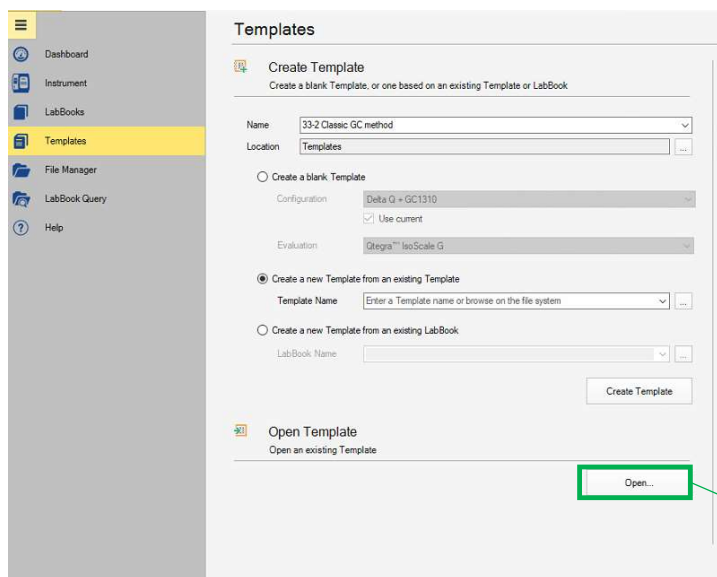 Templates
Dashboard
Instrument
LabBooks
Templates
File Manager
LabBook Query
Help
Create Template
Create a blank Template, or one based on an existing Template or LabBook
Name 33-2 Classic GC method
Location Templates ...
Create a blank Template
Configuration Delta Q + GC1310
Use current
Evaluation Qtegra™ IsoScale G
Create a new Template from an existing Template
Template Name Enter a Template name or browse on the file system ...
Create a new Template from an existing LabBook
LabBook Name ...
Create Template
Open Template
Open an existing Template
Open...